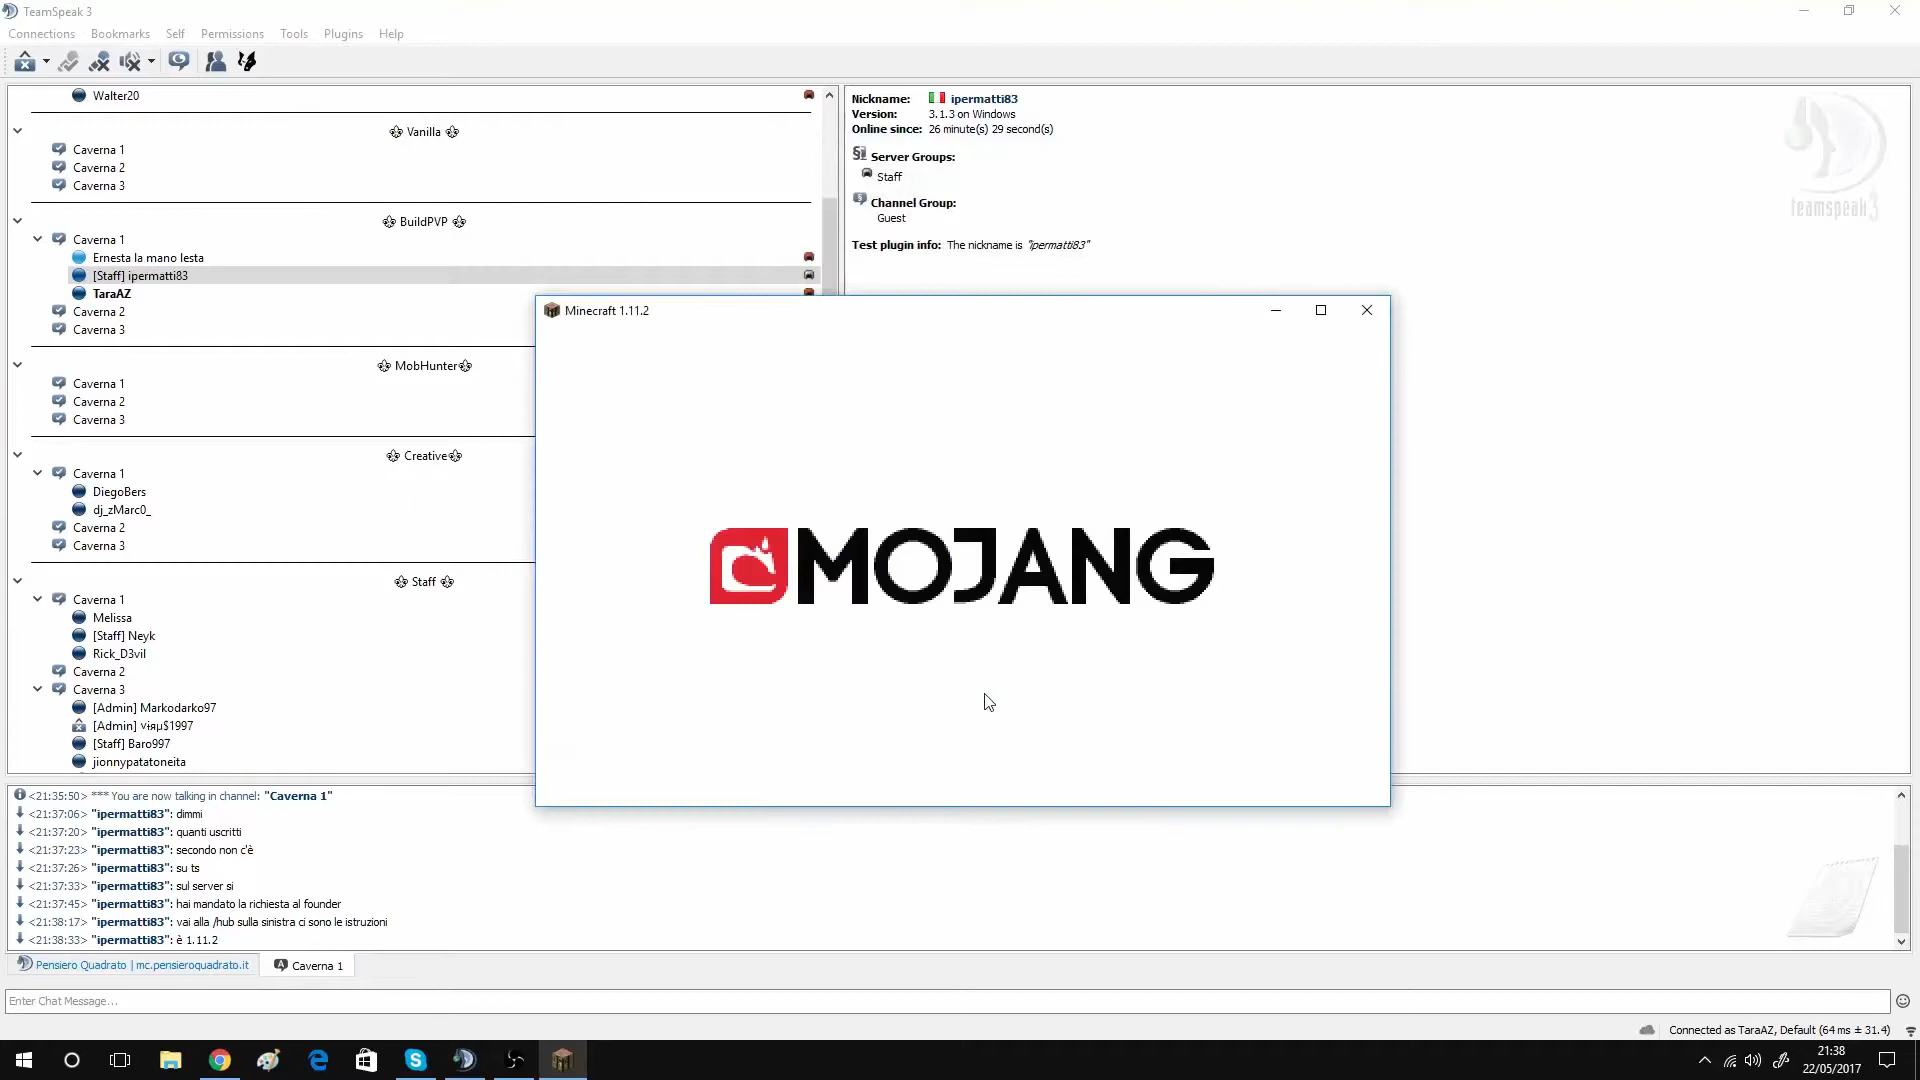 TeamSpeak 3
Connections Bookmarks Self Permissions Tools Plugins Help
Walter20
Vanilla
Caverna 1
Caverna 2
Caverna 3
BuildPVP
Caverna 1
Ernesta la mano lesta
[Staff] ipermatti83
TaraAZ
Caverna 2
Caverna 3
MobHunter
Caverna 1
Caverna 2
Caverna 3
Creative
Caverna 1
DiegoBers
dj_zMarc0_
Caverna 2
Caverna 3
Staff
Caverna 1
Melissa
[Staff] Neyk
Rick_D3vil
Caverna 2
Caverna 3
[Admin] Markodarko97
[Admin] vɨяµ$1997
[Staff] Baro997
jionnypatatoneita
Nickname: ipermatti83
Version: 3.1.3 on Windows
Online since: 26 minute(s) 29 second(s)
Server Groups:
Staff
Channel Group:
Guest
Test plugin info: The nickname is "ipermatti83"
teamspeak 3
Minecraft 1.11.2
MOJANG
<21:35:50> *** You are now talking in channel: "Caverna 1"
<21:37:06> "ipermatti83": dimmi
<21:37:20> "ipermatti83": quanti uscritti
<21:37:23> "ipermatti83": secondo non c'è
<21:37:26> "ipermatti83": su ts
<21:37:33> "ipermatti83": sul server si
<21:37:45> "ipermatti83": hai mandato la richiesta al founder
<21:38:17> "ipermatti83": vai alla /hub sulla sinistra ci sono le istruzioni
<21:38:33> "ipermatti83": è 1.11.2
Pensiero Quadrato | mc.pensieroquadrato.it
Caverna 1
Enter Chat Message...
Connected as TaraAZ, Default (64 ms ± 31.4)
21:38
22/05/2017